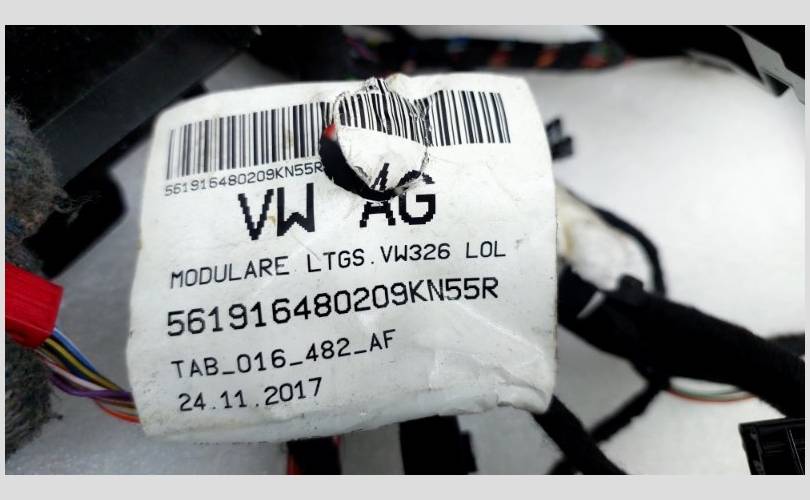 561916480209KN55R
VW AG
MODULARE LTGS.VW326 LOL
561916480209KN55R
TAB_016_482_AF
24.11.2017